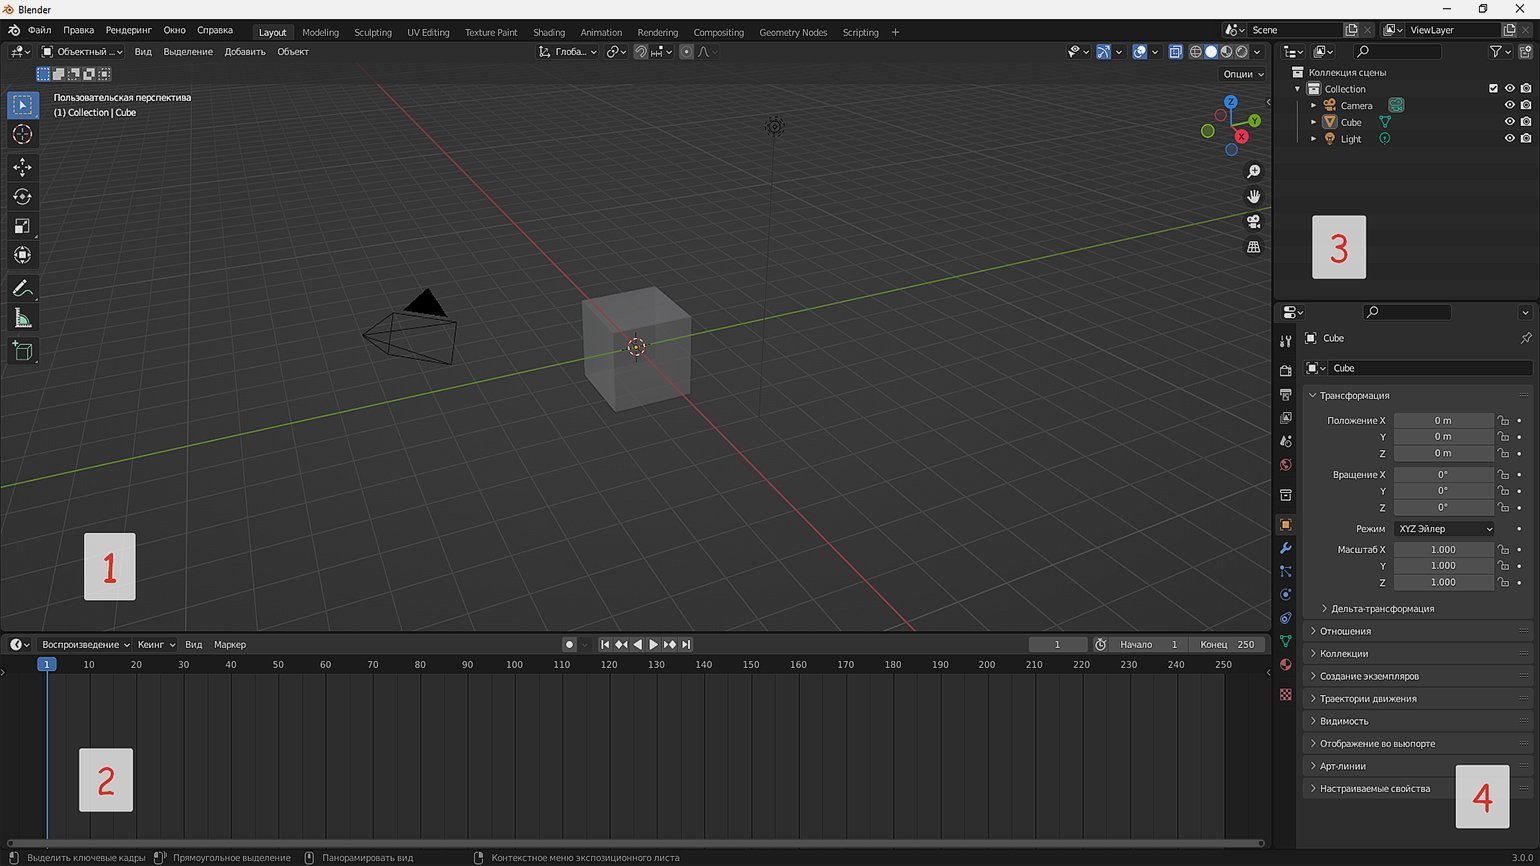 Blender
Файл Правка Рендеринг Окно Справка Layout Modeling Sculpting UV Editing Texture Paint Shading Animation Rendering Compositing Geometry Nodes Scripting + Scene ViewLayer
Объектный ... Вид Выделение Добавить Объект Глоба...
Опции
Пользовательская перспектива
(1) Collection | Cube
Z
Y
X
1
Коллекция сцены
Collection
Camera
Cube
Light
3
Воспроизведение Кеинг Вид Маркер 1 Начало 1 Конец 250
1 10 20 30 40 50 60 70 80 90 100 110 120 130 140 150 160 170 180 190 200 210 220 230 240 250
2
Cube
Cube
Трансформация
Положение X 0 m
Y 0 m
Z 0 m
Вращение X 0°
Y 0°
Z 0°
Режим XYZ Эйлер
Масштаб X 1.000
Y 1.000
Z 1.000
Дельта-трансформация
Отношения
Коллекции
Создание экземпляров
Траектории движения
Видимость
Отображение во вьюпорте
Арт-линии
Настраиваемые свойства
4
Выделить ключевые кадры Прямоугольное выделение Панорамировать вид Контекстное меню экспозиционного листа 3.0.0